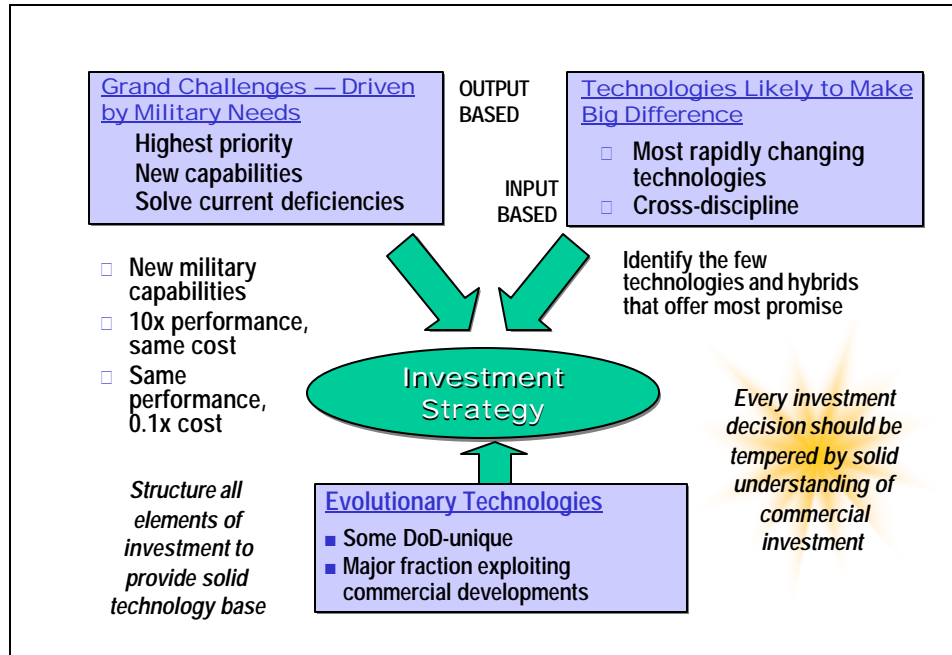 Grand Challenges — Driven
by Military Needs
Highest priority
New capabilities
Solve current deficiencies
OUTPUT
BASED
INPUT
BASED
Technologies Likely to Make
Big Difference
Most rapidly changing
technologies
Cross-discipline
New military
capabilities
10x performance,
same cost
Same
performance,
0.1x cost
Identify the few
technologies and hybrids
that offer most promise
Investment
Strategy
Every investment
decision should be
tempered by solid
understanding of
commercial
investment
Structure all
elements of
investment to
provide solid
technology base
Evolutionary Technologies
Some DoD-unique
Major fraction exploiting
commercial developments